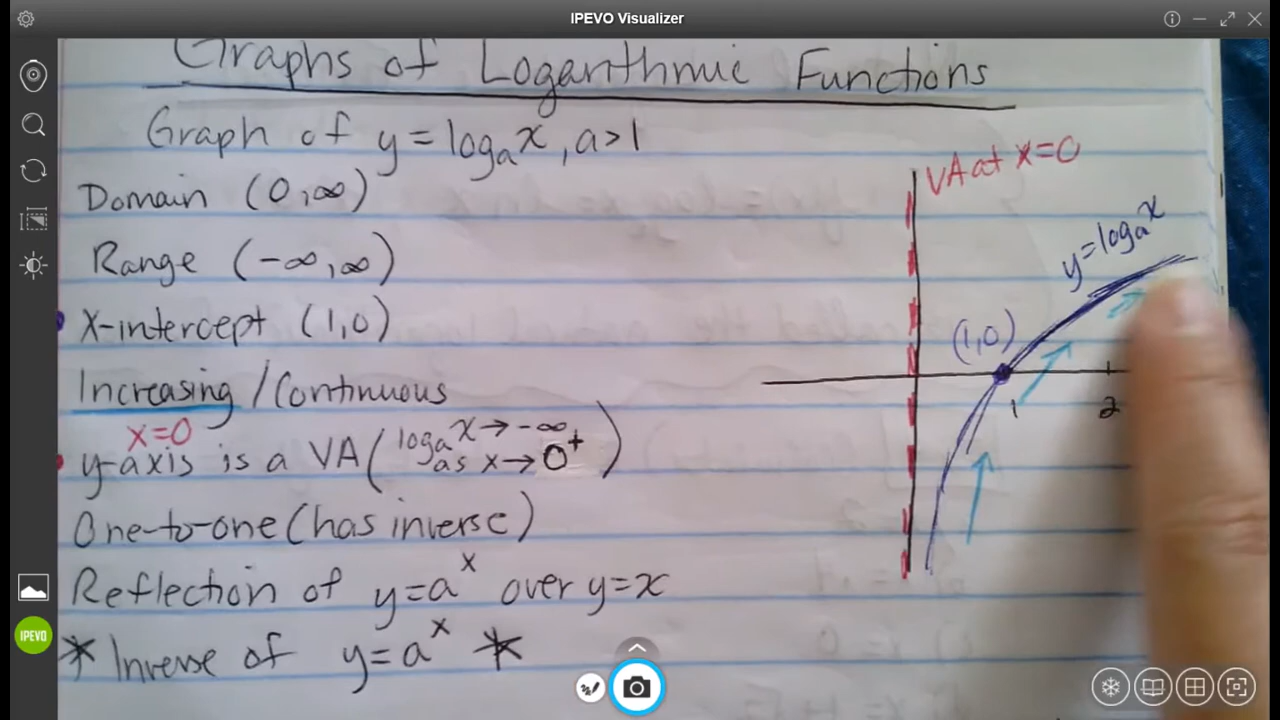 IPEVO Visualizer
Graphs of Logarithmic Functions
Graph of y = logₐx, a>1
Domain (0,∞)
Range (-∞,∞)
X-intercept (1,0)
Increasing / Continuous
x=0
y-axis is a VA (logₐx → -∞ as x → 0⁺)
One-to-one (has inverse)
Reflection of y=aˣ over y=x
* Inverse of y=aˣ *
VA at x=0
y=logₐx
(1,0)
1
2
IPEVO